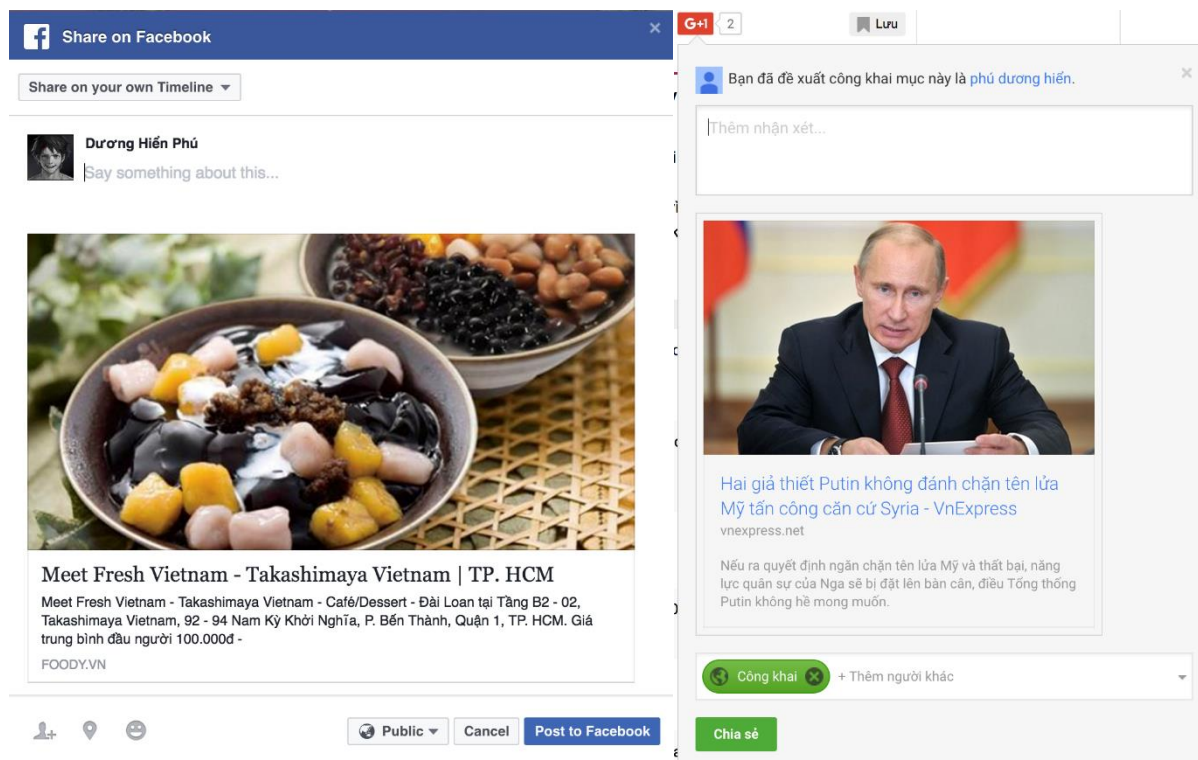 Share on Facebook
Share on your own Timeline
Dương Hiển Phú
Say something about this...
Meet Fresh Vietnam - Takashimaya Vietnam | TP. HCM
Meet Fresh Vietnam - Takashimaya Vietnam - Café/Dessert - Đài Loan tại Tầng B2 - 02,
Takashimaya Vietnam, 92 - 94 Nam Kỳ Khởi Nghĩa, P. Bến Thành, Quận 1, TP. HCM. Giá
trung bình đầu người 100.000đ -
FOODY.VN
Public
Cancel
Post to Facebook
G+1
2
Lưu
Bạn đã đề xuất công khai mục này là phú dương hiển.
Thêm nhận xét...
Hai giả thiết Putin không đánh chặn tên lửa
Mỹ tấn công căn cứ Syria - VnExpress
vnexpress.net
Nếu ra quyết định ngăn chặn tên lửa Mỹ và thất bại, năng
lực quân sự của Nga sẽ bị đặt lên bàn cân, điều Tổng thống
Putin không hề mong muốn.
Công khai
+ Thêm người khác
Chia sẻ